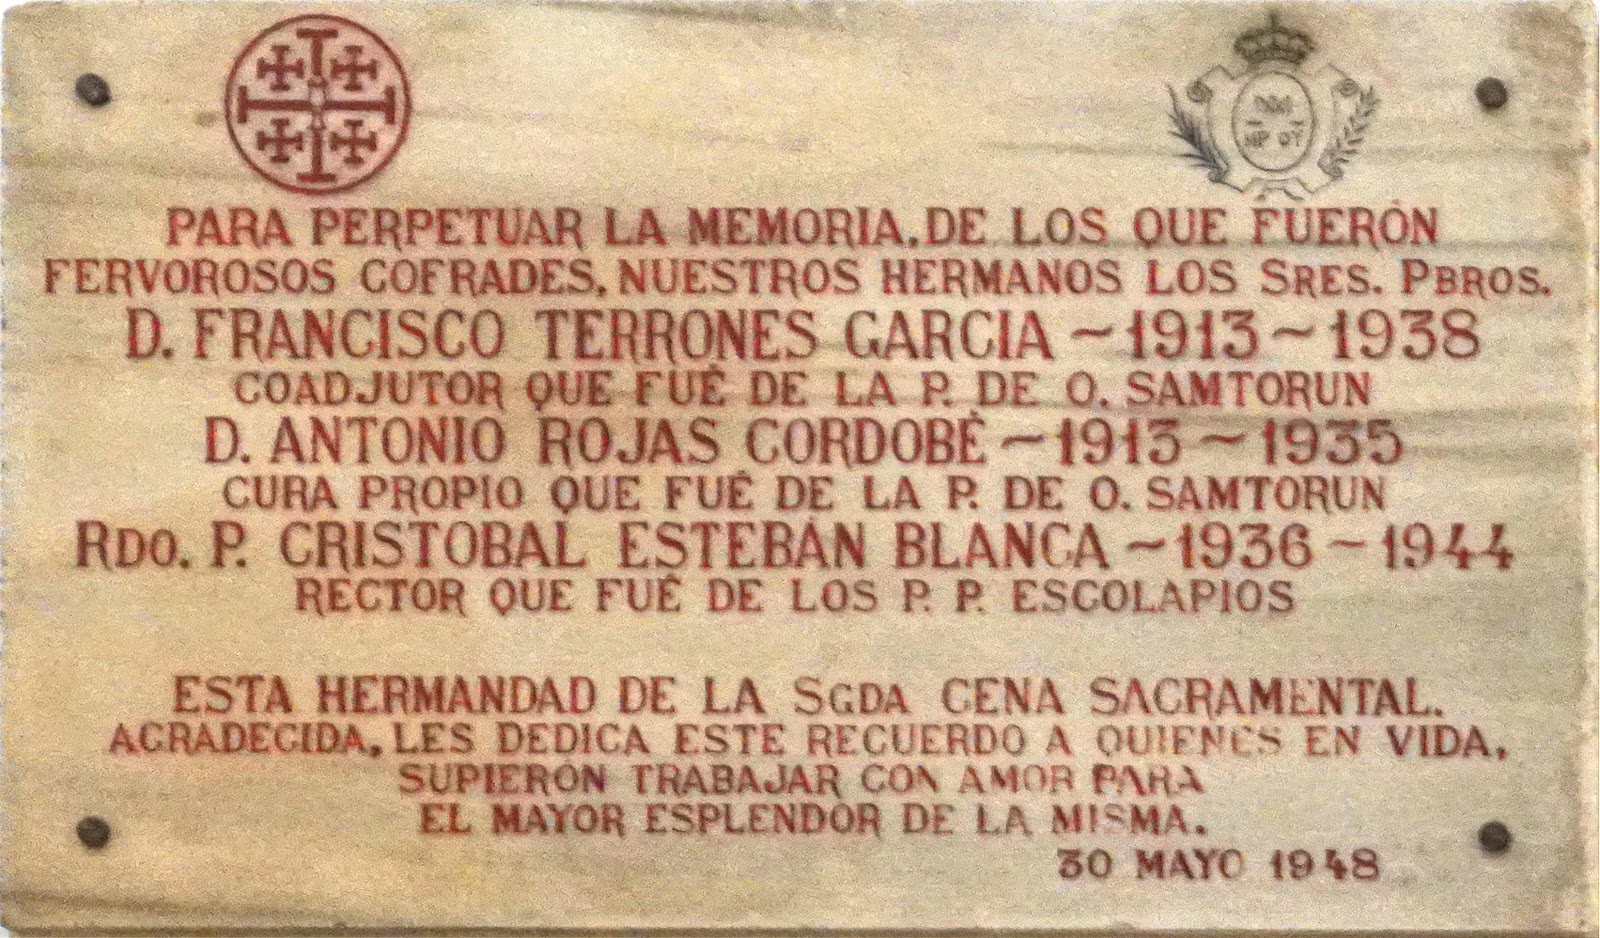 PARA PERPETUAR LA MEMORIA, DE LOS QUE FUERÓN
FERVOROSOS COFRADES, NUESTROS HERMANOS LOS SRES. PBROS.
D. FRANCISCO TERRONES GARCIA ~ 1913 ~ 1938
COADJUTOR QUE FUÉ DE LA P. DE O. SAMTORUN
D. ANTONIO ROJAS CORDOBÉ ~ 1913 ~ 1935
CURA PROPIO QUE FUÉ DE LA P. DE O. SAMTORUN
RDO. P. CRISTOBAL ESTEBÁN BLANCA ~ 1936 ~ 1944
RECTOR QUE FUÉ DE LOS P. P. ESCOLAPIOS
ESTA HERMANDAD DE LA SGDA CENA SACRAMENTAL.
AGRADECIDA, LES DEDICA ESTE RECUERDO A QUIENES EN VIDA,
SUPIERÓN TRABAJAR CON AMOR PARA
EL MAYOR ESPLENDOR DE LA MISMA.
30 MAYO 1948